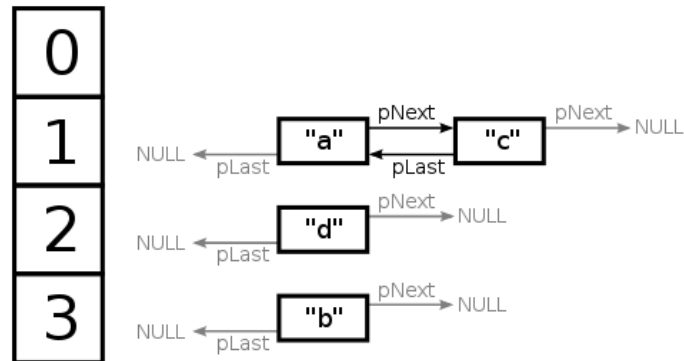 0
pNext pNext
1 "a" "c" NULL
NULL pLast pLast
pNext
2 "d" NULL
NULL pLast
pNext
3 "b" NULL
NULL pLast